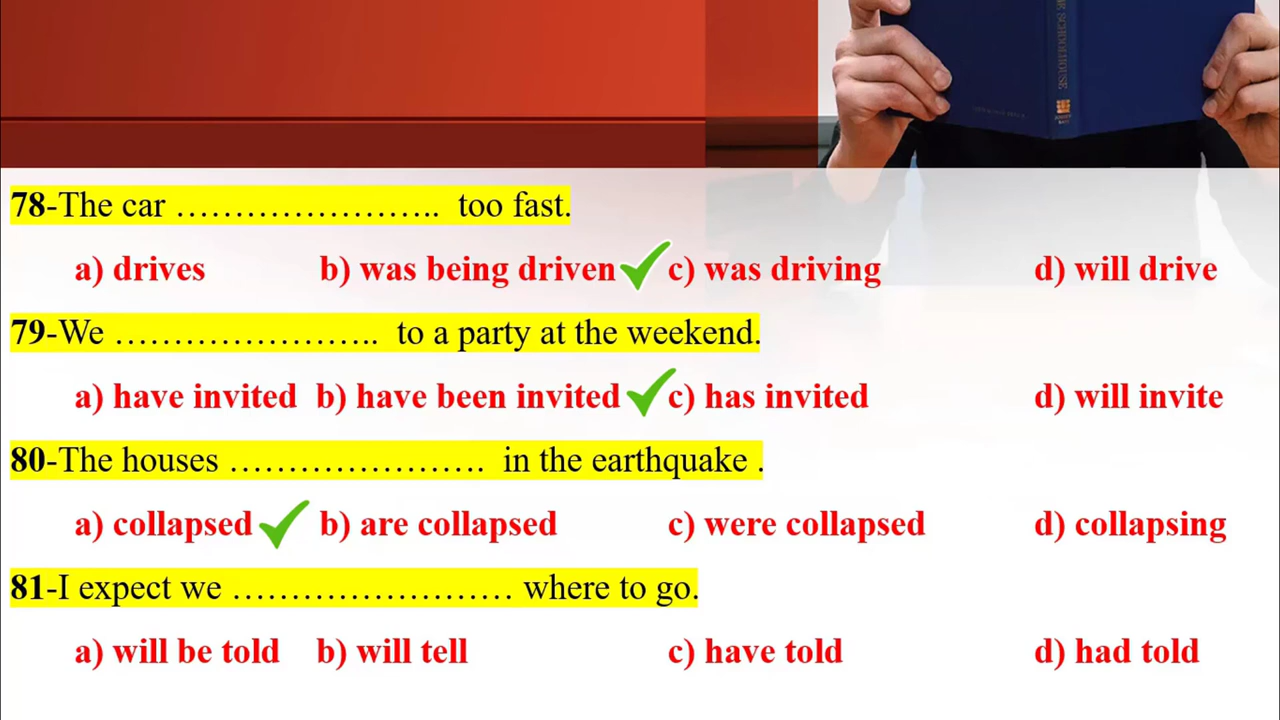 78-The car …………………….. too fast.
a) drives b) was being driven c) was driving d) will drive
79-We …………………….. to a party at the weekend.
a) have invited b) have been invited c) has invited d) will invite
80-The houses ……………………. in the earthquake .
a) collapsed b) are collapsed c) were collapsed d) collapsing
81-I expect we ……………………… where to go.
a) will be told b) will tell c) have told d) had told